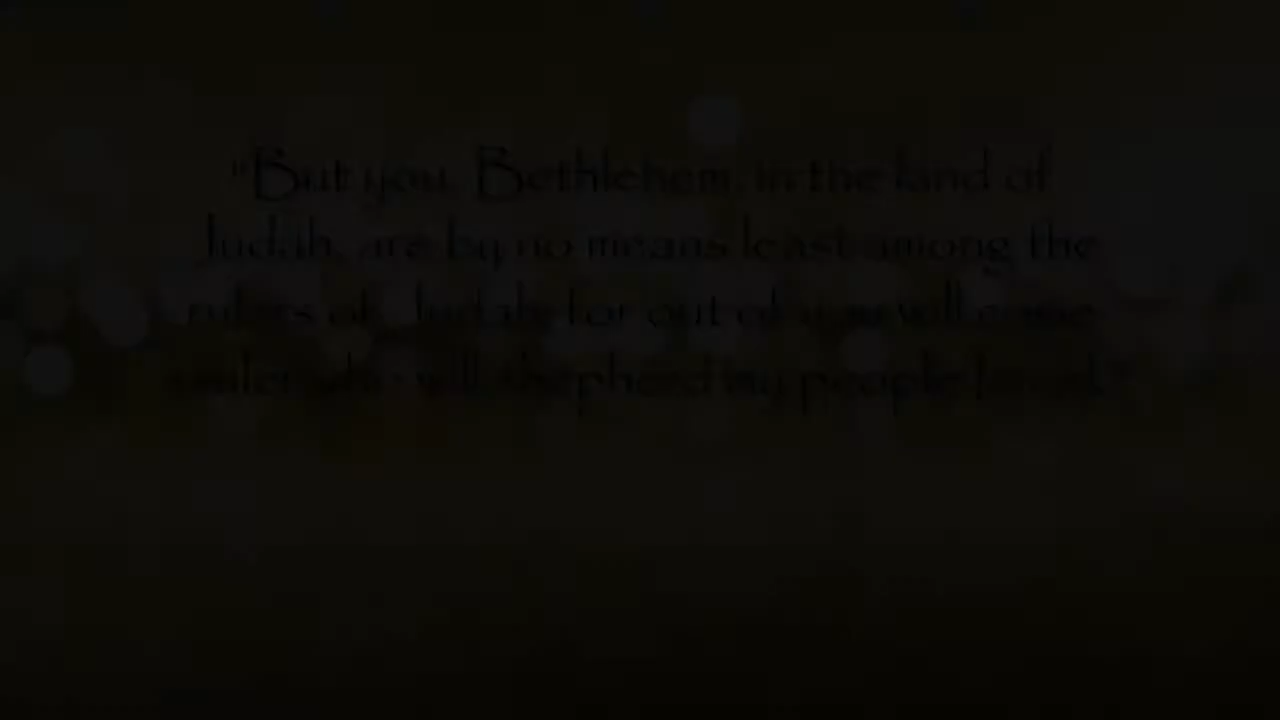 "But you, Bethlehem, in the land of
Judah, are by no means least among the
rulers of Judah; for out of you will come
a ruler who will shepherd my people Israel."